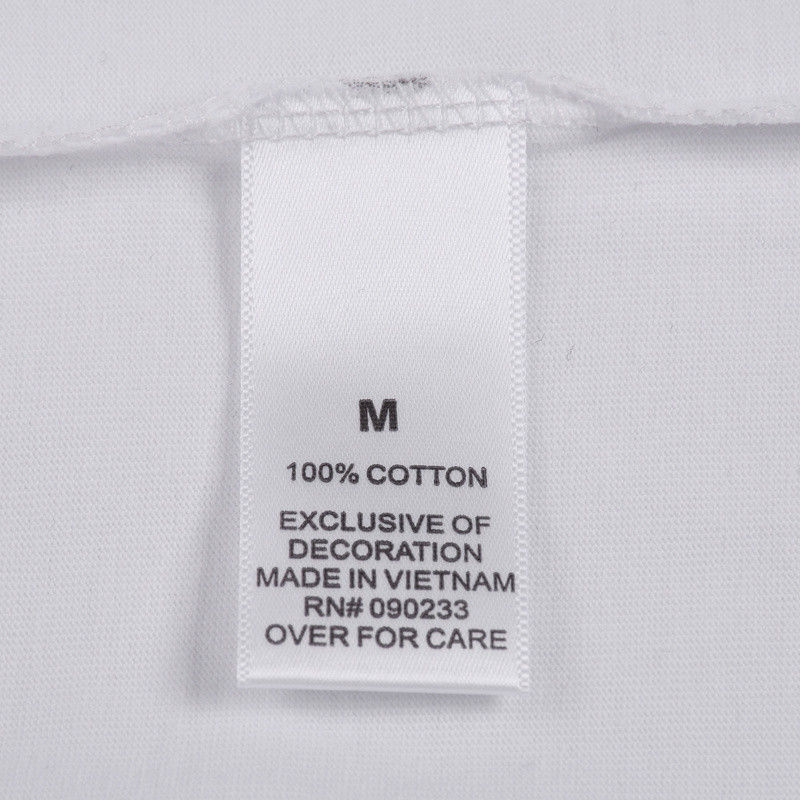 M
100% COTTON
EXCLUSIVE OF
DECORATION
MADE IN VIETNAM
RN# 090233
OVER FOR CARE